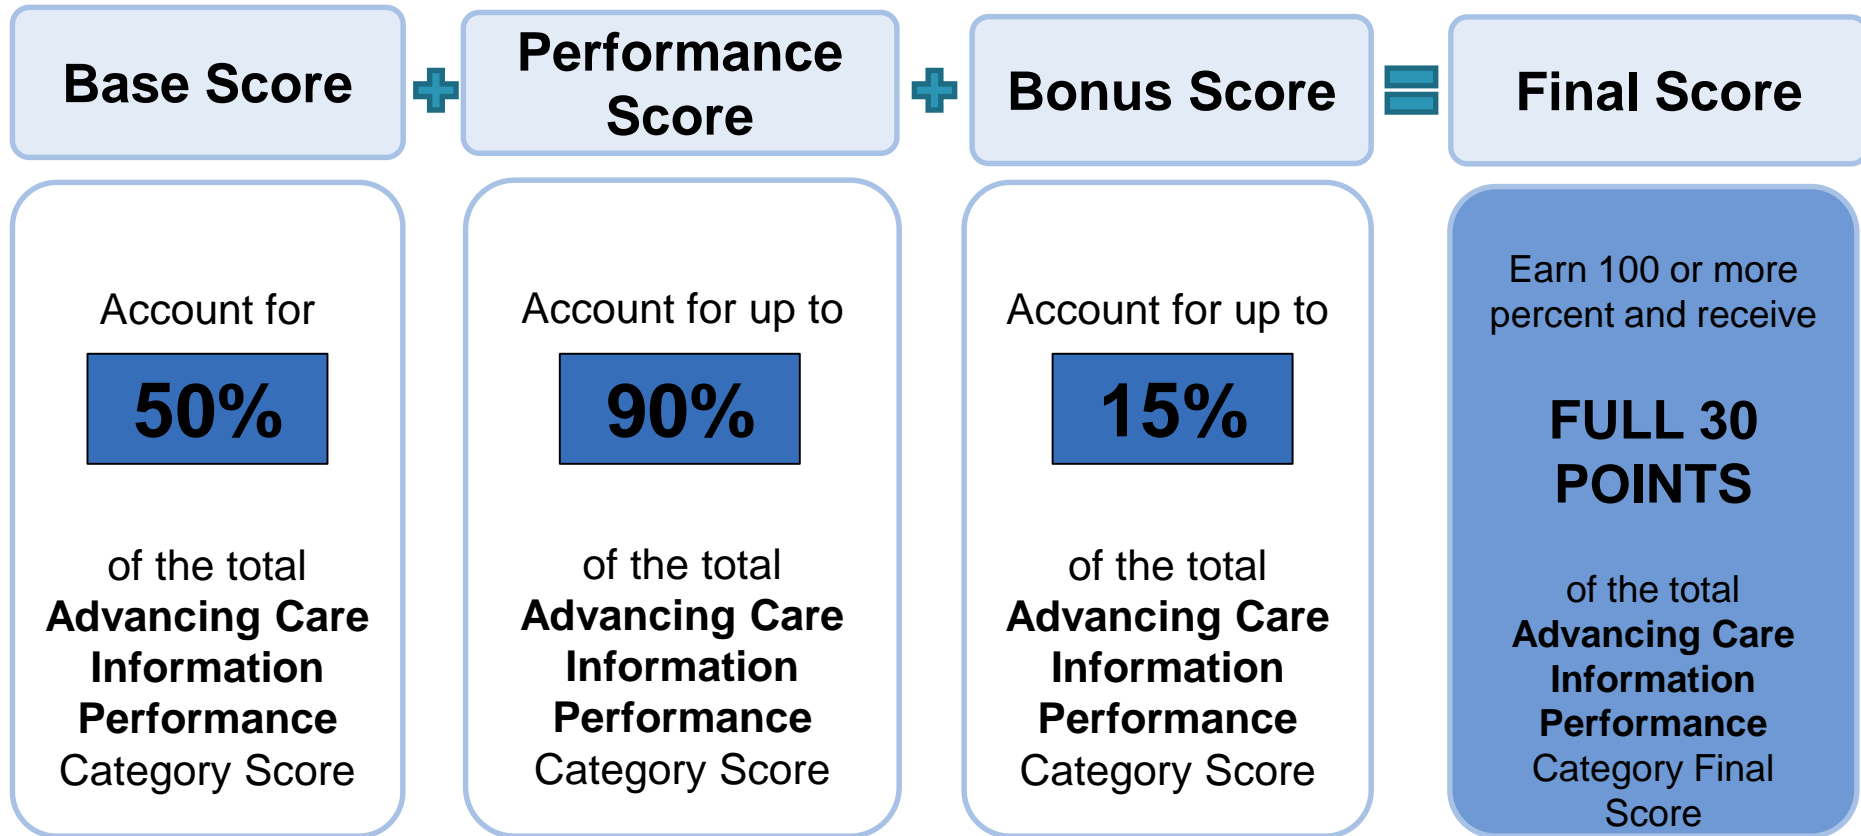 Base Score
Performance
Score
Bonus Score
Final Score
Account for
50%
of the total
Advancing Care
Information
Performance
Category Score
Account for up to
90%
of the total
Advancing Care
Information
Performance
Category Score
Account for up to
15%
of the total
Advancing Care
Information
Performance
Category Score
Earn 100 or more
percent and receive
FULL 30
POINTS
of the total
Advancing Care
Information
Performance
Category Final
Score